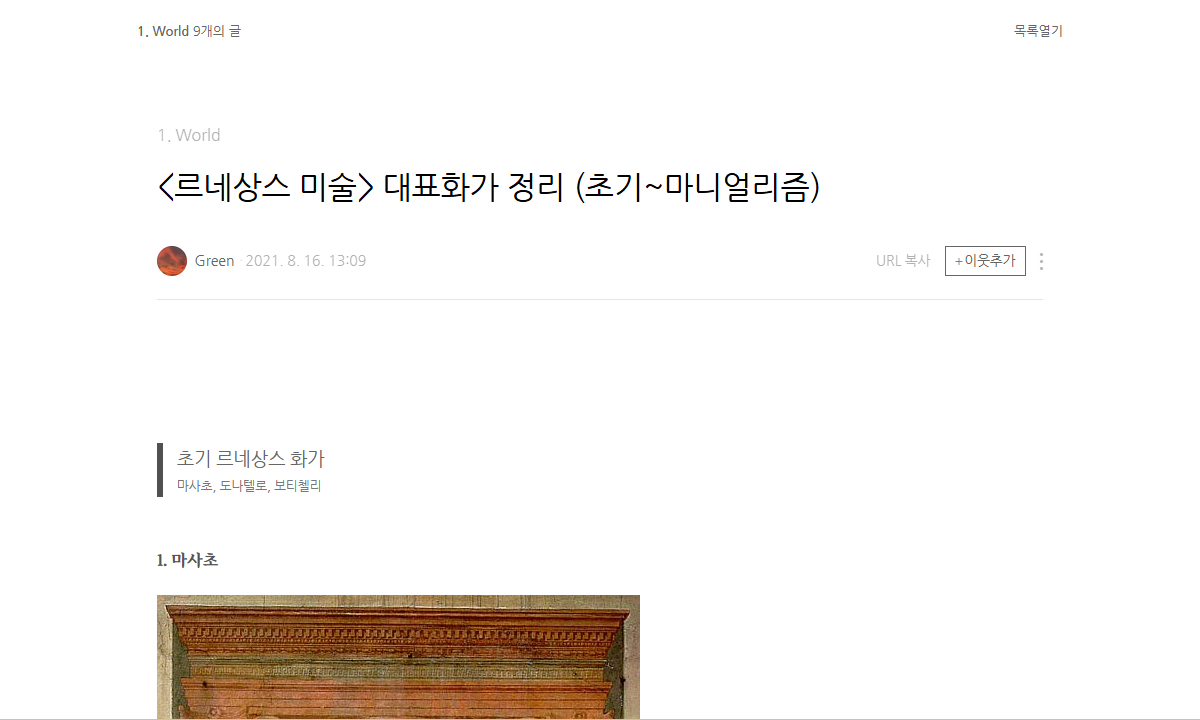 1. World 9개의 글
목록열기
1. World
<르네상스 미술> 대표화가 정리 (초기~마니얼리즘)
Green · 2021. 8. 16. 13:09
URL 복사
+이웃추가
초기 르네상스 화가
마사초, 도나텔로, 보티첼리
1. 마사초